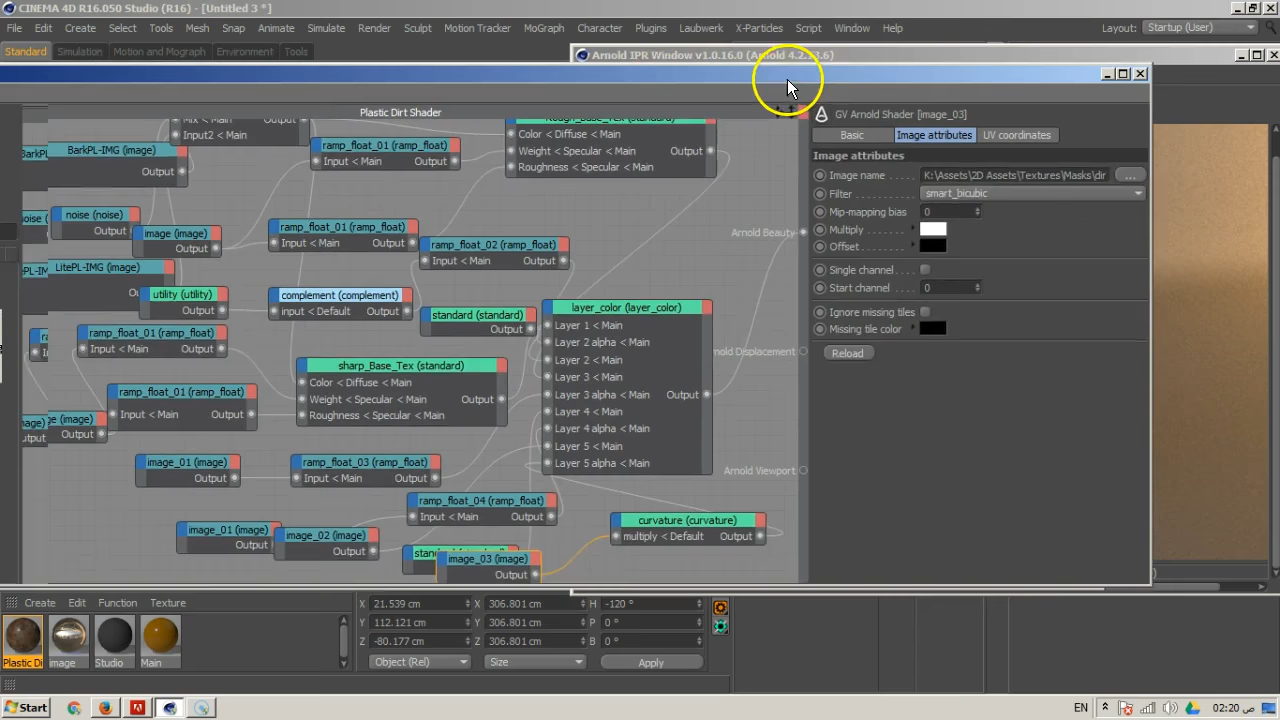 CINEMA 4D R16.050 Studio (R16) - [Untitled 3 *]
File Edit Create Select Tools Mesh Snap Animate Simulate Render Sculpt Motion Tracker MoGraph Character Plugins Laubwerk X-Particles Script Window Help Layout: Startup (User)
Standard Simulation Motion and Mograph Environment Tools
Arnold IPR Window v1.0.16.0 (Arnold 4.2.13.6)
Plastic Dirt Shader
Input2 < Main Output
BarkPL-IMG (image)
Output
ramp_float_01 (ramp_float)
Input < Main Output
Rough_Base_Tex (standard)
Color < Diffuse < Main
Weight < Specular < Main Output
Roughness < Specular < Main
noise (noise)
Output
image (image)
Output
ramp_float_01 (ramp_float)
Input < Main Output
ramp_float_02 (ramp_float)
Input < Main Output
Arnold Beauty
LitePL-IMG (image)
utility (utility)
Output
complement (complement)
input < Default Output
standard (standard)
Output
layer_color (layer_color)
Layer 1 < Main
Layer 2 alpha < Main
Layer 2 < Main
Layer 3 < Main
Layer 3 alpha < Main Output
Layer 4 < Main
Layer 4 alpha < Main
Layer 5 < Main
Layer 5 alpha < Main
ramp_float_01 (ramp_float)
Input < Main Output
ramp_float_01 (ramp_float)
Input < Main Output
sharp_Base_Tex (standard)
Color < Diffuse < Main
Weight < Specular < Main Output
Roughness < Specular < Main
Output
image_01 (image)
Output
ramp_float_03 (ramp_float)
Input < Main Output
Arnold Viewport
ramp_float_04 (ramp_float)
Input < Main Output
image_01 (image)
Output
image_02 (image)
Output
image_03 (image)
Output
curvature (curvature)
multiply < Default Output
GV Arnold Shader [image_03]
Basic Image attributes UV coordinates
Image attributes
Image name K:\Assets\2D Assets\Textures\Masks\dir ...
Filter smart_bicubic
Mip-mapping bias 0
Multiply
Offset
Single channel
Start channel 0
Ignore missing tiles
Missing tile color
Reload
Create Edit Function Texture
Plastic Di image Studio Main
X 21.539 cm X 306.801 cm H -120 °
Y 112.121 cm Y 306.801 cm P 0 °
Z -80.177 cm Z 306.801 cm B 0 °
Object (Rel) Size Apply
Start EN 02:20 ص